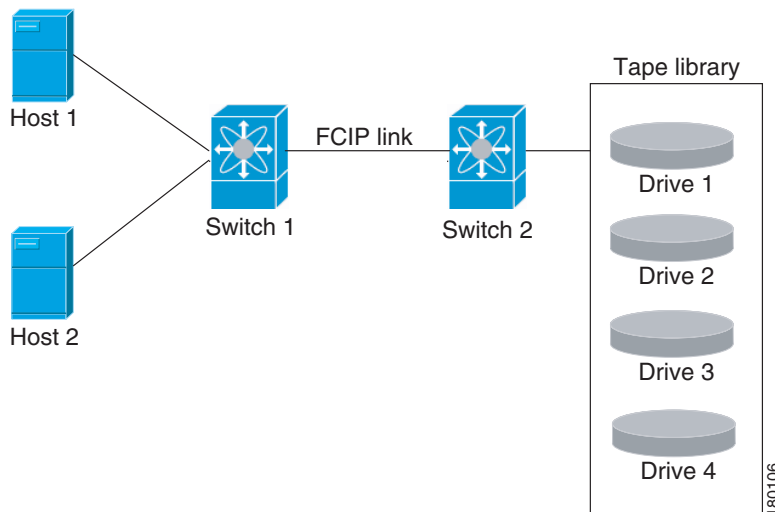 Tape library
Host 1
FCIP link
Drive 1
Switch 1
Switch 2
Drive 2
Host 2
Drive 3
Drive 4
180106